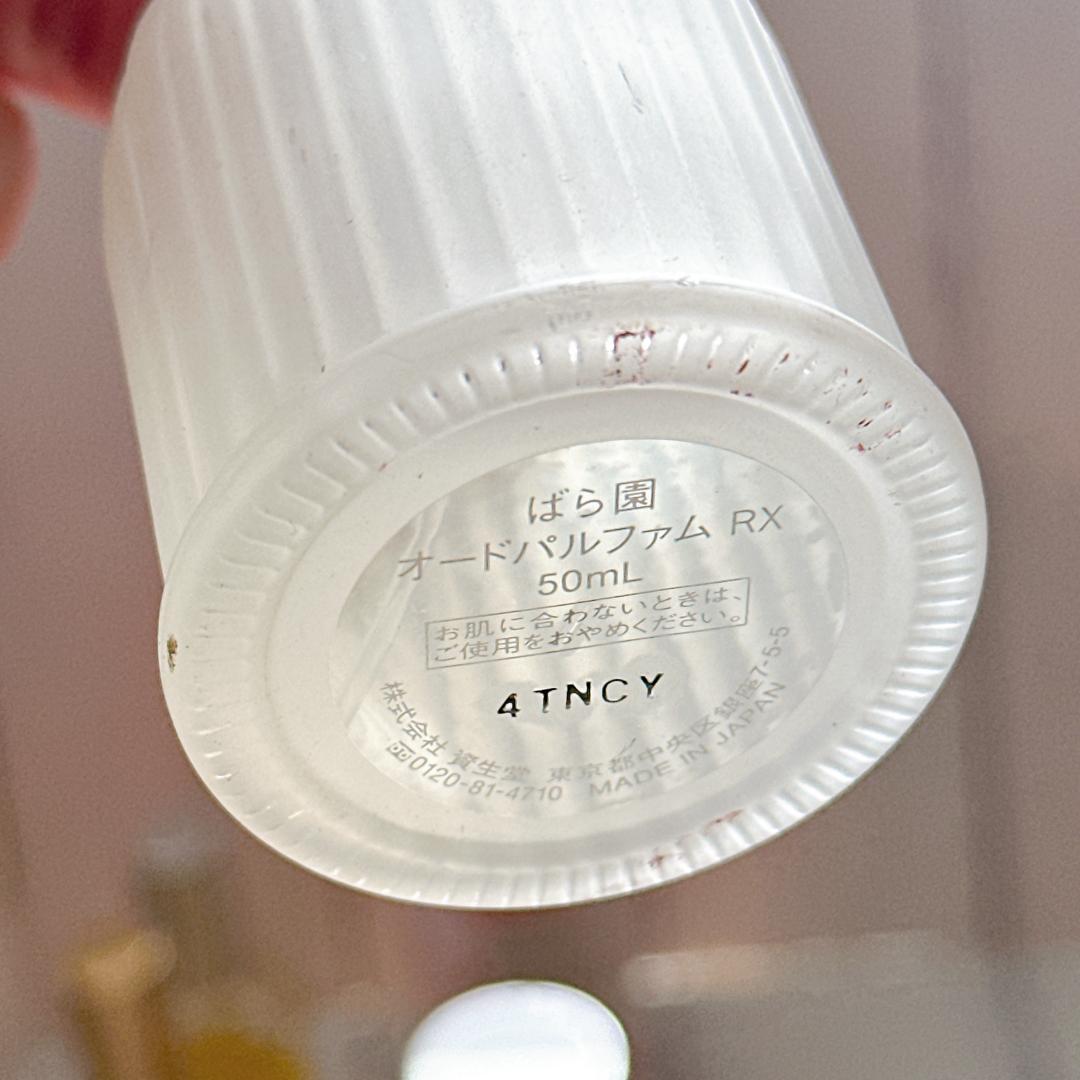 ばら園
オードパルファム RX
50mL
お肌に合わないときは、
ご使用をおやめください。
4TNCY
株式会社 資生堂 東京都中央区銀座7-5-5
0120-81-4710 MADE IN JAPAN